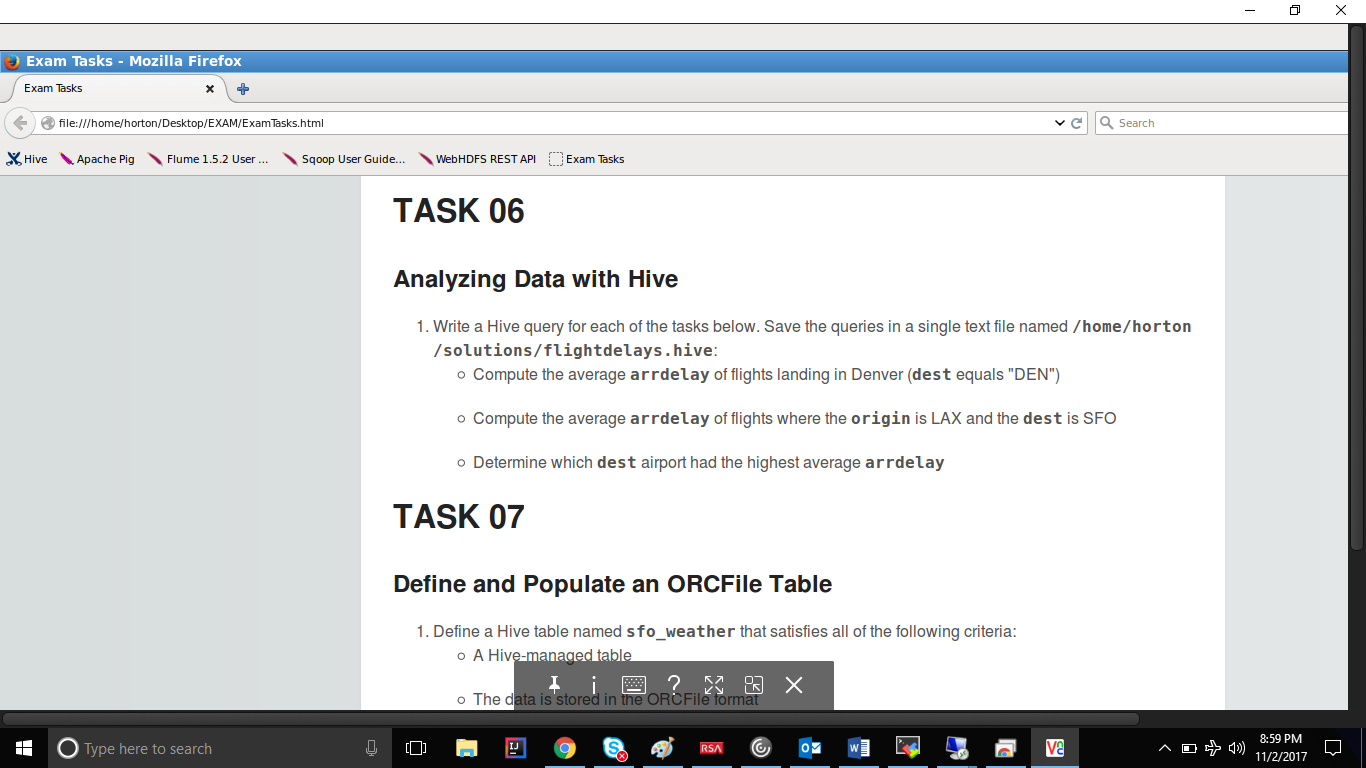 Exam Tasks - Mozilla Firefox
Exam Tasks
file:///home/horton/Desktop/EXAM/ExamTasks.html
Search
Hive Apache Pig Flume 1.5.2 User ... Sqoop User Guide... WebHDFS REST API Exam Tasks
TASK 06
Analyzing Data with Hive
1. Write a Hive query for each of the tasks below. Save the queries in a single text file named /home/horton
/solutions/flightdelays.hive:
○ Compute the average arrdelay of flights landing in Denver (dest equals "DEN")
○ Compute the average arrdelay of flights where the origin is LAX and the dest is SFO
○ Determine which dest airport had the highest average arrdelay
TASK 07
Define and Populate an ORCFile Table
1. Define a Hive table named sfo_weather that satisfies all of the following criteria:
○ A Hive-managed table
○ The data is stored in the ORCFile format
Type here to search
RSA
8:59 PM
11/2/2017